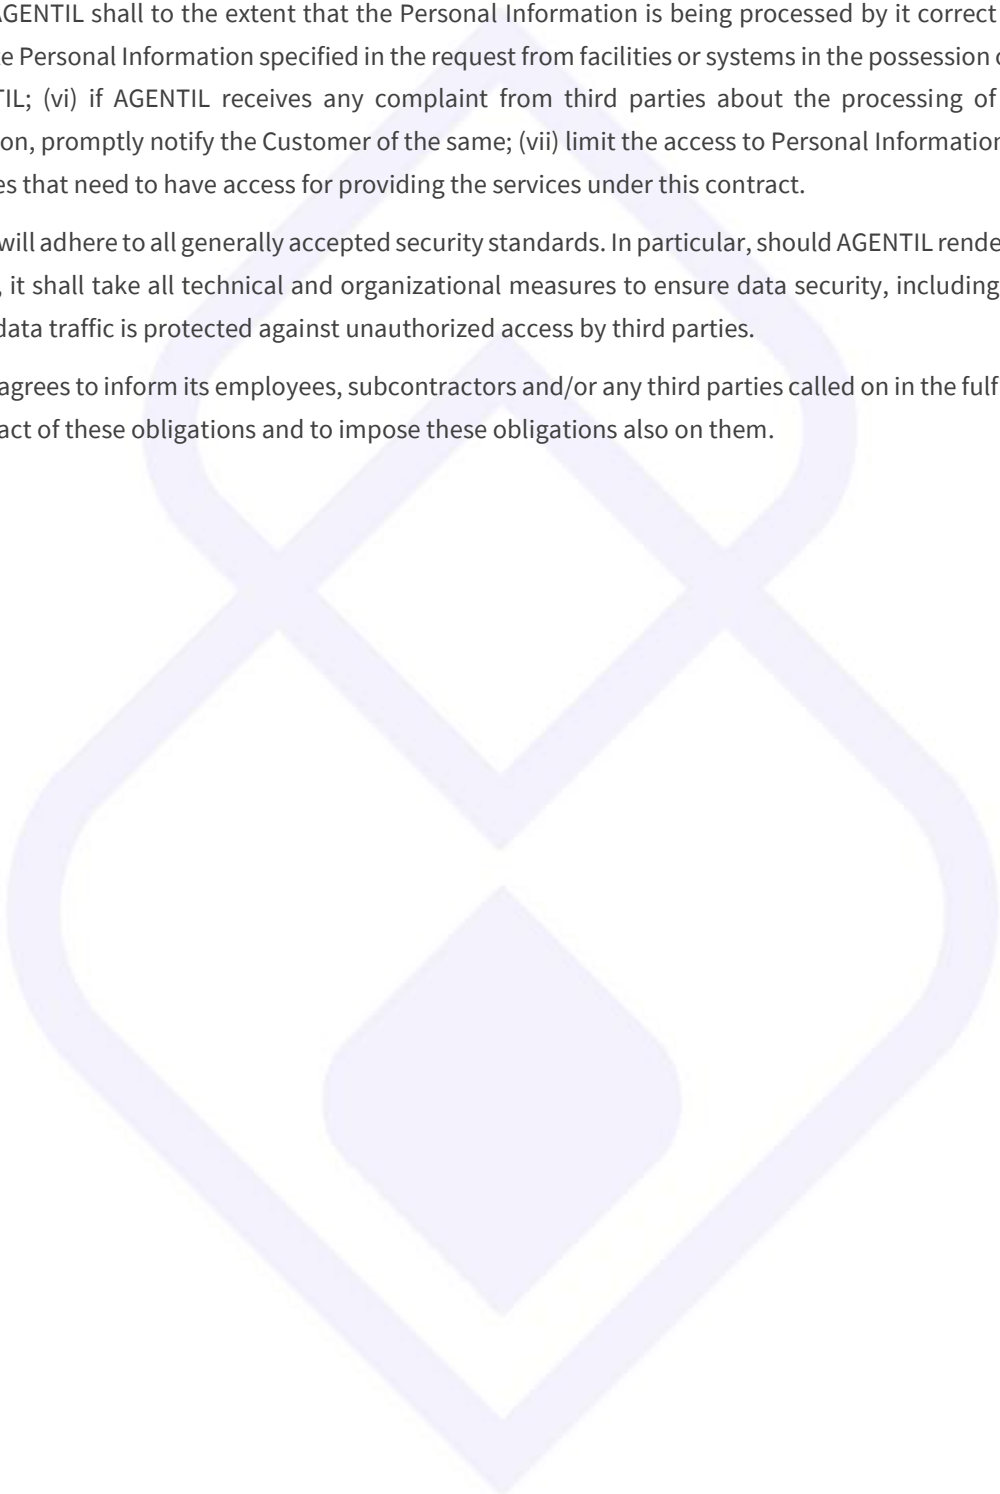 AGENTIL shall to the extent that the Personal Information is being processed by it correct
e Personal Information specified in the request from facilities or systems in the possession
TIL; (vi) if AGENTIL receives any complaint from third parties about the processing of
on, promptly notify the Customer of the same; (vii) limit the access to Personal Information
es that need to have access for providing the services under this contract.
will adhere to all generally accepted security standards. In particular, should AGENTIL rende
, it shall take all technical and organizational measures to ensure data security, including
data traffic is protected against unauthorized access by third parties.
agrees to inform its employees, subcontractors and/or any third parties called on in the fulf
act of these obligations and to impose these obligations also on them.